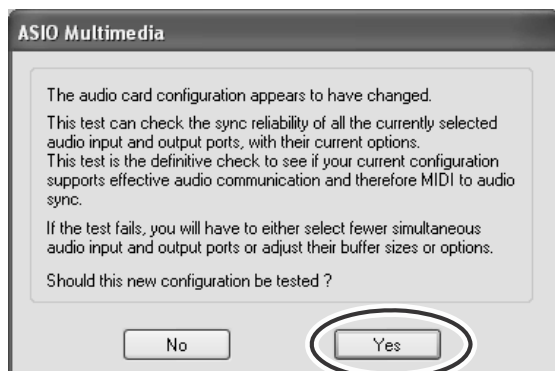 ASIO Multimedia
The audio card configuration appears to have changed.
This test can check the sync reliability of all the currently selected
audio input and output ports, with their current options.
This test is the definitive check to see if your current configuration
supports effective audio communication and therefore MIDI to audio
sync.
If the test fails, you will have to either select fewer simultaneous
audio input and output ports or adjust their buffer sizes or options.
Should this new configuration be tested ?
No
Yes